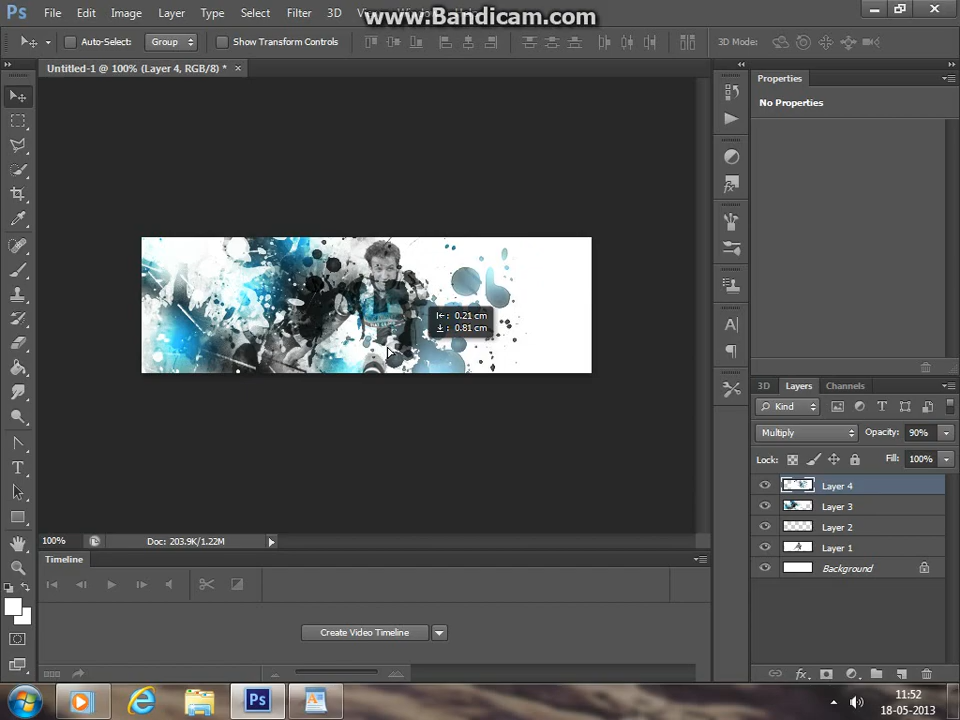 www.Bandicam.com
Ps File Edit Image Layer Type Select Filter 3D
Auto-Select: Group Show Transform Controls 3D Mode:
Untitled-1 @ 100% (Layer 4, RGB/8) * ×
Properties
No Properties
0.21 cm
0.81 cm
3D Layers Channels
Kind
Multiply Opacity: 90%
Lock: Fill: 100%
Layer 4
Layer 3
Layer 2
Layer 1
Background
100% Doc: 203.9K/1.22M
Timeline
Create Video Timeline
Ps
11:52
18-05-2013